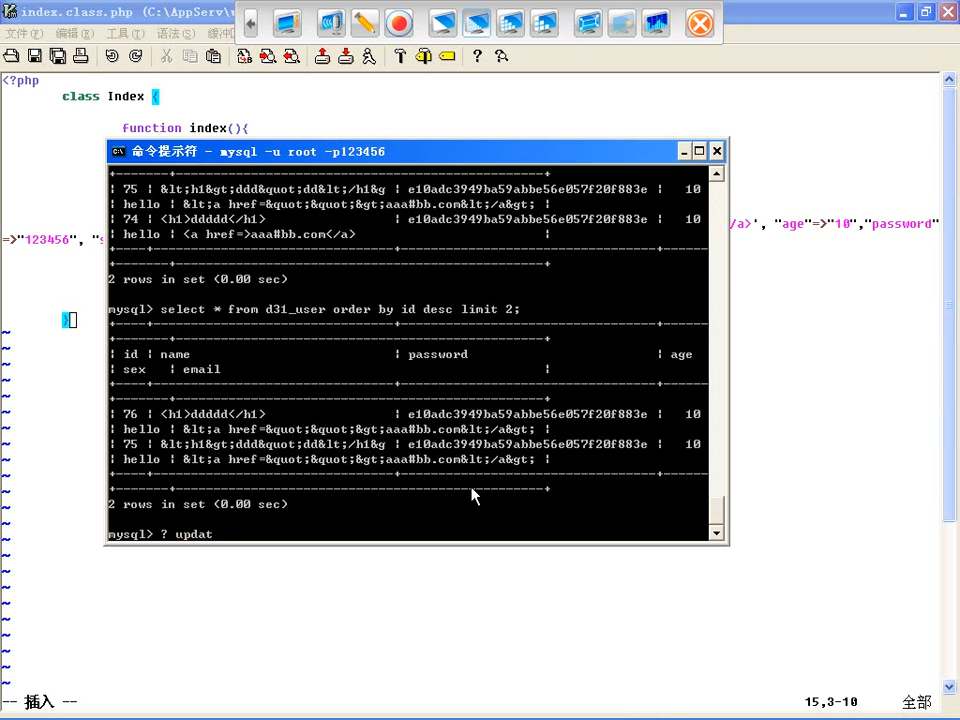 index.class.php (C:\AppServ\
文件(F) 编辑(E) 工具(T) 语法(S) 缓冲
<?php
class Index {
function index(){
/a>', "age"=>"10","password"
=>"123456", "s
}
命令提示符 - mysql -u root -p123456
+----+----------------------------+----------------------------------+------
--+-------+-------------------------------------------------+
| 75 | &lt;h1&gt;ddd&quot;dd&lt;/h1&g | e10adc3949ba59abbe56e057f20f883e | 10
| hello | &lt;a href=&quot;&quot;&gt;aaa#bb.com&lt;/a&gt; |
| 74 | <h1>ddddd</h1> | e10adc3949ba59abbe56e057f20f883e | 10
| hello | <a href=>aaa#bb.com</a> |
2 rows in set (0.00 sec)
mysql> select * from d31_user order by id desc limit 2;
| id | name | password | age
| sex | email |
| 76 | <h1>ddddd</h1> | e10adc3949ba59abbe56e057f20f883e | 10
| hello | &lt;a href=&quot;&quot;&gt;aaa#bb.com&lt;/a&gt; |
| 75 | &lt;h1&gt;ddd&quot;dd&lt;/h1&g | e10adc3949ba59abbe56e057f20f883e | 10
| hello | &lt;a href=&quot;&quot;&gt;aaa#bb.com&lt;/a&gt; |
2 rows in set (0.00 sec)
mysql> ? updat
-- 插入 --
15,3-10
全部